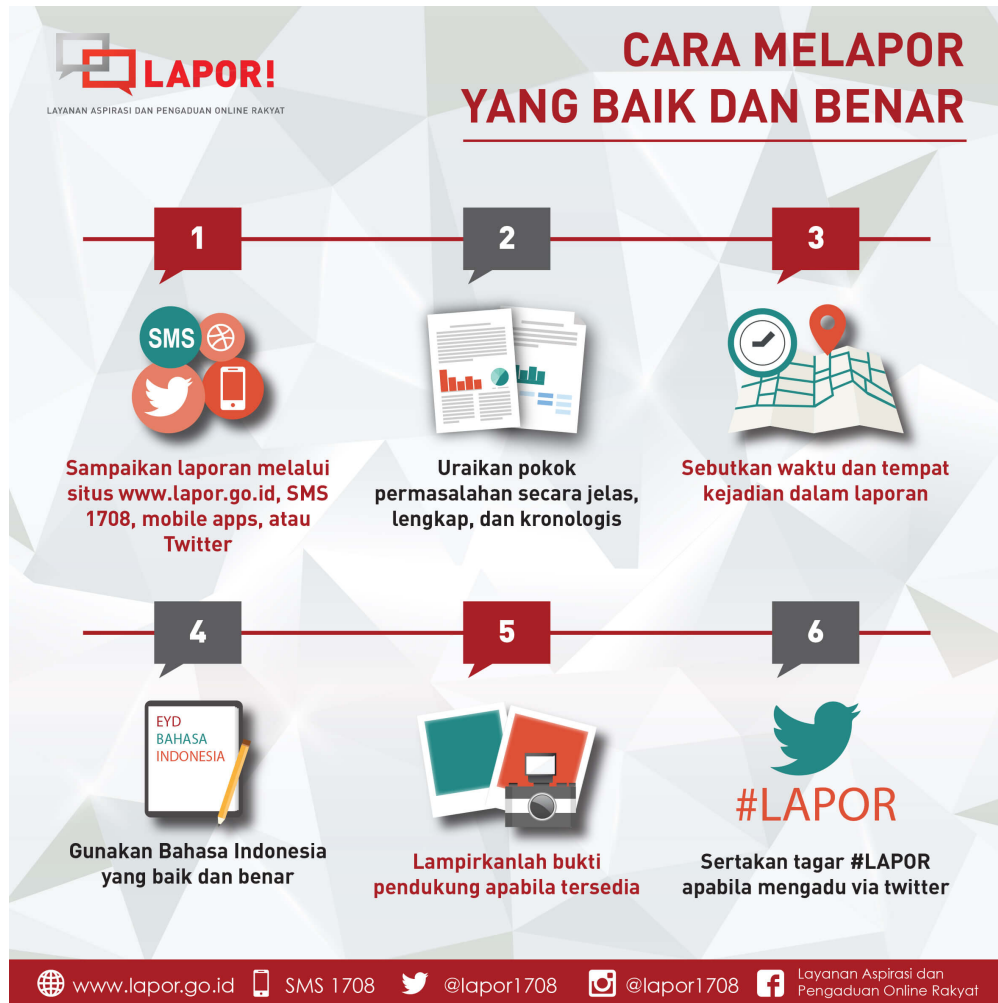 LAPOR!
LAYANAN ASPIRASI DAN PENGADUAN ONLINE RAKYAT
CARA MELAPOR
YANG BAIK DAN BENAR
1
SMS
Sampaikan laporan melalui
situs www.lapor.go.id, SMS
1708, mobile apps, atau
Twitter
2
Uraikan pokok
permasalahan secara jelas,
lengkap, dan kronologis
3
Sebutkan waktu dan tempat
kejadian dalam laporan
4
EYD
BAHASA
INDONESIA
Gunakan Bahasa Indonesia
yang baik dan benar
5
Lampirkanlah bukti
pendukung apabila tersedia
6
#LAPOR
Sertakan tagar #LAPOR
apabila mengadu via twitter
www.lapor.go.id
SMS 1708
@lapor1708
@lapor1708
Layanan Aspirasi dan
Pengaduan Online Rakyat